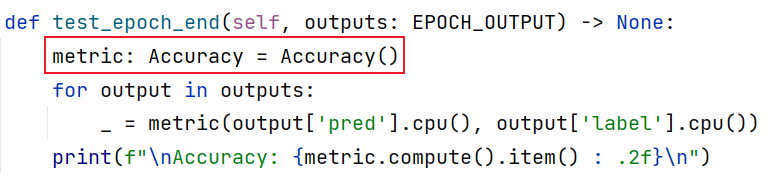 def test_epoch_end(self, outputs: EPOCH_OUTPUT) -> None:
    metric: Accuracy = Accuracy()
    for output in outputs:
        _ = metric(output['pred'].cpu(), output['label'].cpu())
    print(f"\nAccuracy: {metric.compute().item() : .2f}\n")